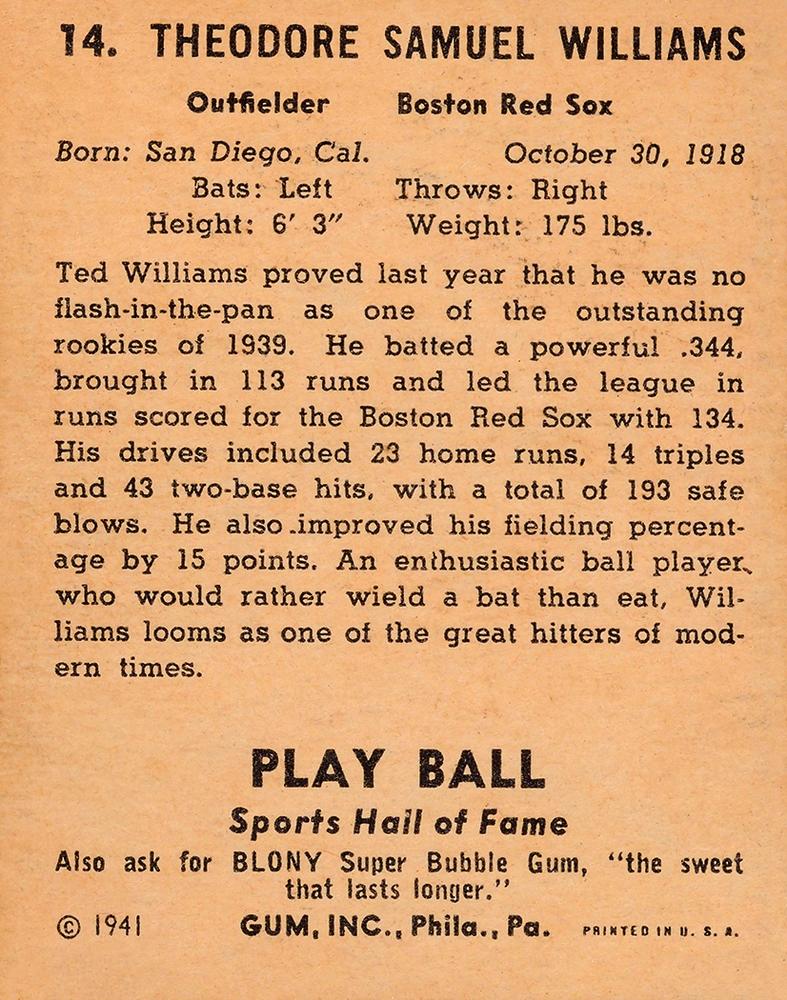 14. THEODORE SAMUEL WILLIAMS
Outfielder Boston Red Sox
Born: San Diego, Cal. October 30, 1918
Bats: Left Throws: Right
Height: 6' 3" Weight: 175 lbs.
Ted Williams proved last year that he was no
flash-in-the-pan as one of the outstanding
rookies of 1939. He batted a powerful .344,
brought in 113 runs and led the league in
runs scored for the Boston Red Sox with 134.
His drives included 23 home runs, 14 triples
and 43 two-base hits, with a total of 193 safe
blows. He also improved his fielding percent-
age by 15 points. An enthusiastic ball player,
who would rather wield a bat than eat, Wil-
liams looms as one of the great hitters of mod-
ern times.
PLAY BALL
Sports Hall of Fame
Also ask for BLONY Super Bubble Gum, "the sweet
that lasts longer."
© 1941 GUM, INC., Phila., Pa. PRINTED IN U. S. A.